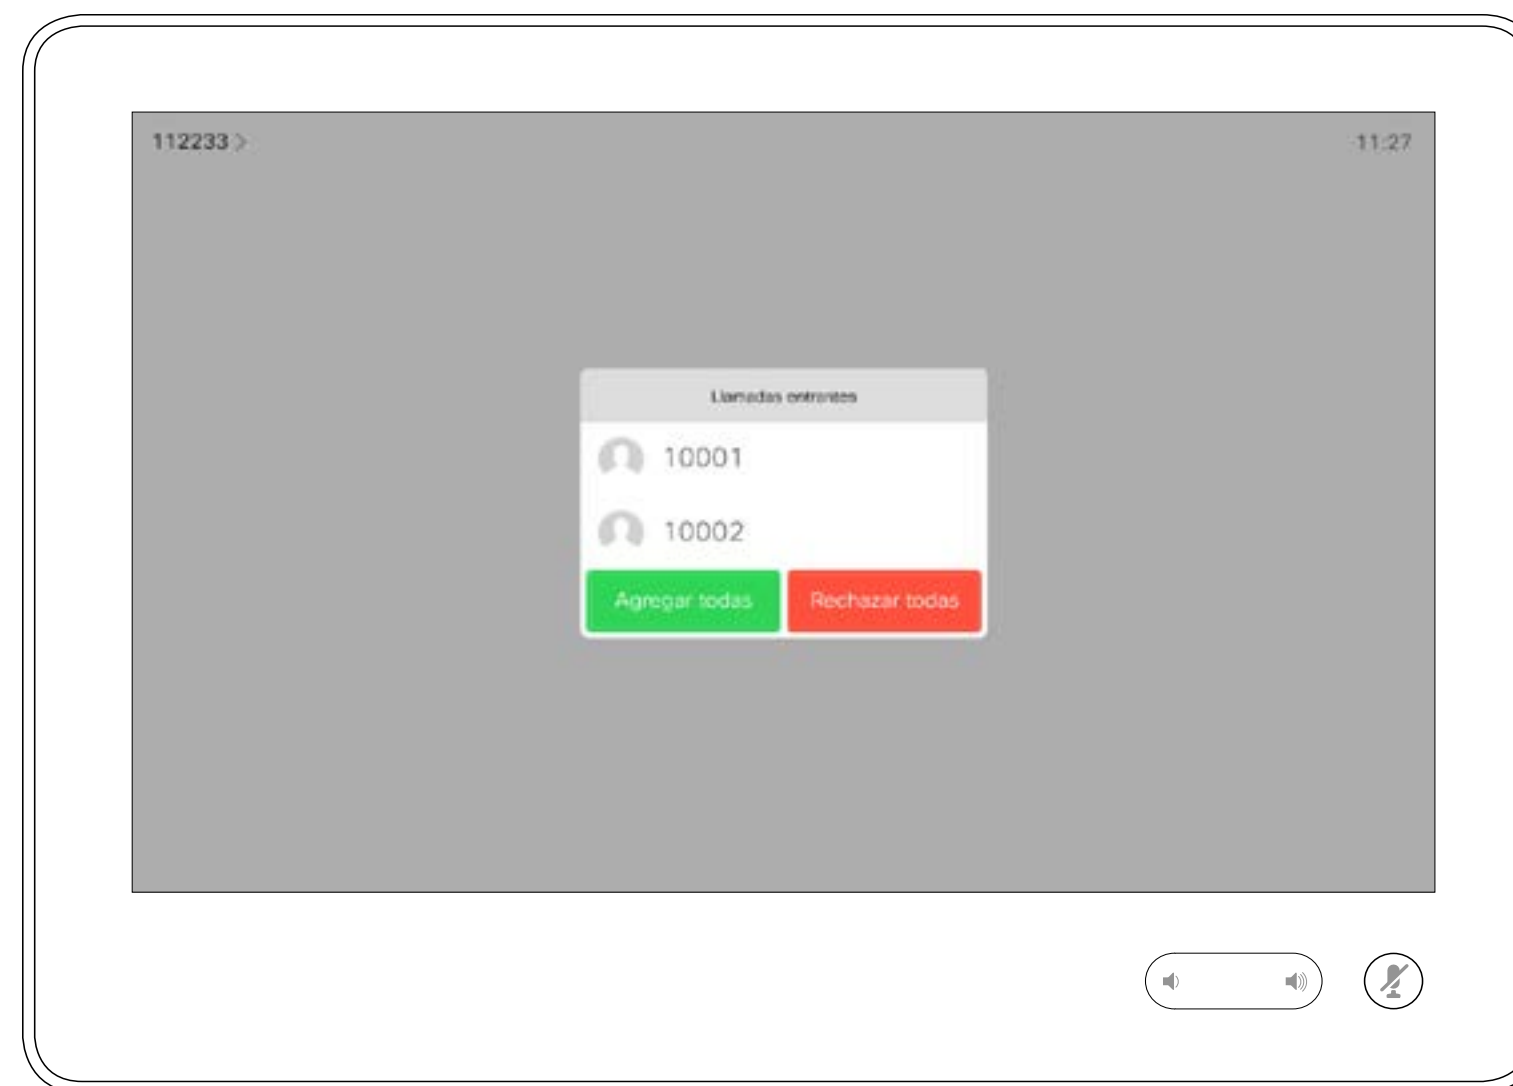 112233 >
11:27
Llamadas entrantes
10001
10002
Agregar todas
Rechazar todas